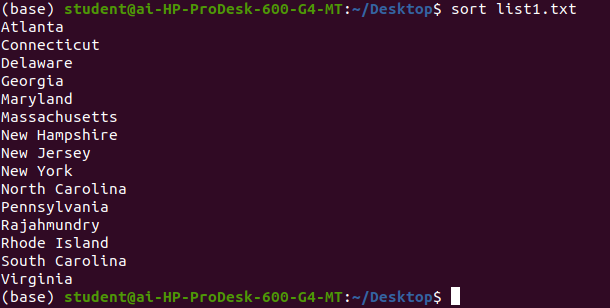 (base) student@ai-HP-ProDesk-600-G4-MT:~/Desktop$ sort list1.txt
Atlanta
Connecticut
Delaware
Georgia
Maryland
Massachusetts
New Hampshire
New Jersey
New York
North Carolina
Pennsylvania
Rajahmundry
Rhode Island
South Carolina
Virginia
(base) student@ai-HP-ProDesk-600-G4-MT:~/Desktop$